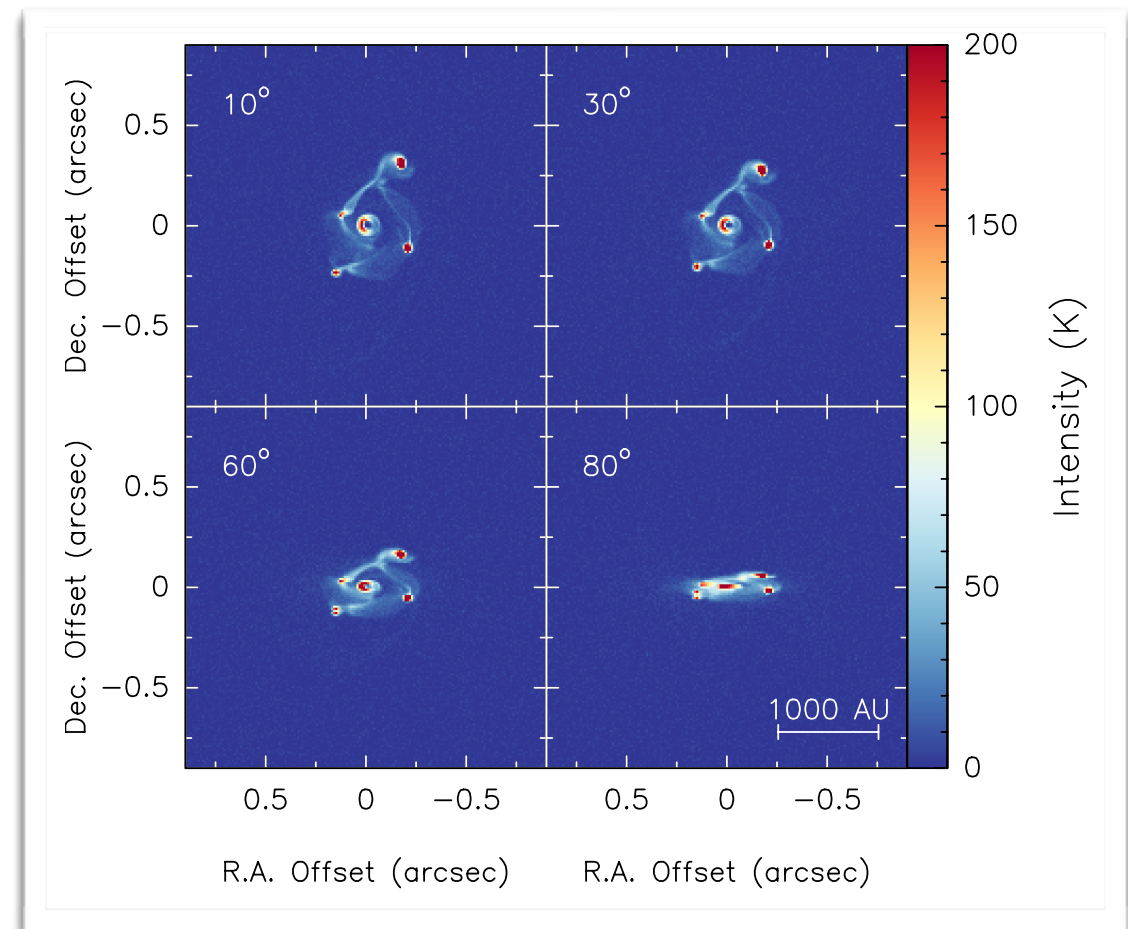 10°
30°
60°
80°
1000 AU
Dec. Offset (arcsec)
0.5
0
−0.5
Dec. Offset (arcsec)
0.5
0
−0.5
0.5 0 −0.5
0.5 0 −0.5
R.A. Offset (arcsec)
R.A. Offset (arcsec)
200
150
100
50
0
Intensity (K)